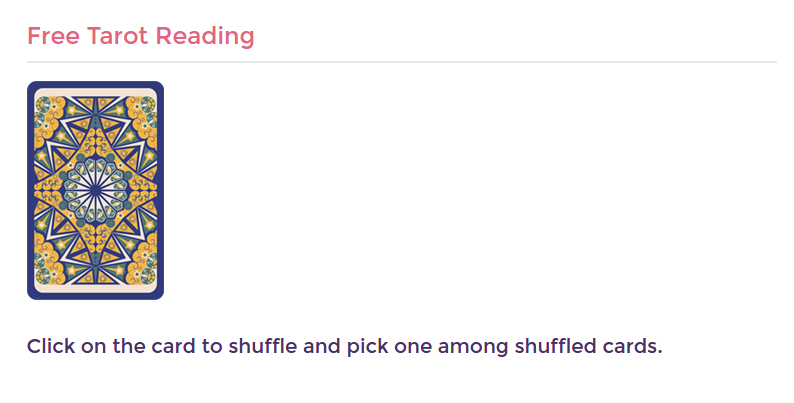 Free Tarot Reading
Click on the card to shuffle and pick one among shuffled cards.